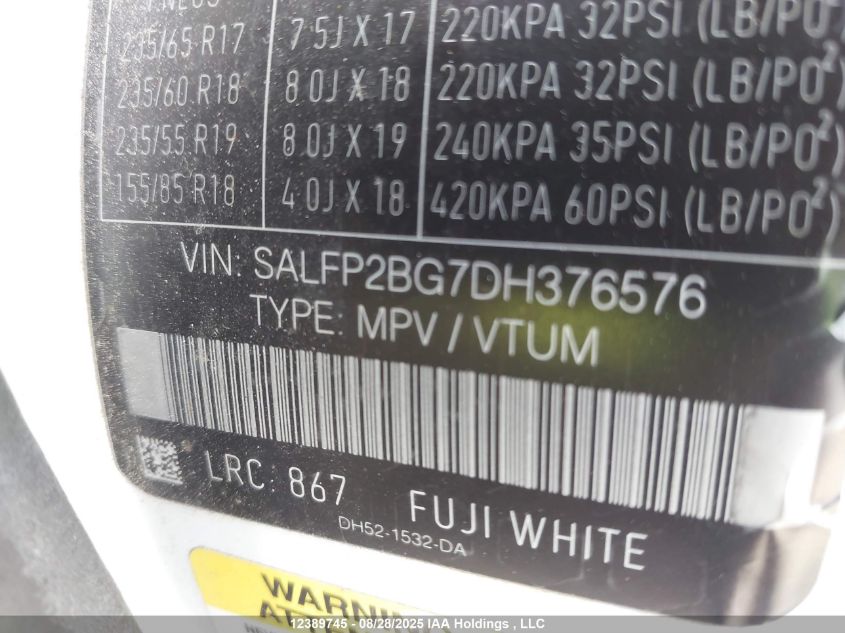 235/65 R17 7.5J X 17 220KPA 32PSI (LB/PO²)
235/60 R18 8.0J X 18 220KPA 32PSI (LB/PO²)
235/55 R19 8.0J X 19 240KPA 35PSI (LB/PO²)
155/85 R18 4.0J X 18 420KPA 60PSI (LB/PO²)
VIN: SALFP2BG7DH376576
TYPE: MPV / VTUM
LRC: 867 FUJI WHITE
DH52-1532-DA
WARNING
12389745 08/28/2025 IAA Holdings , LLC